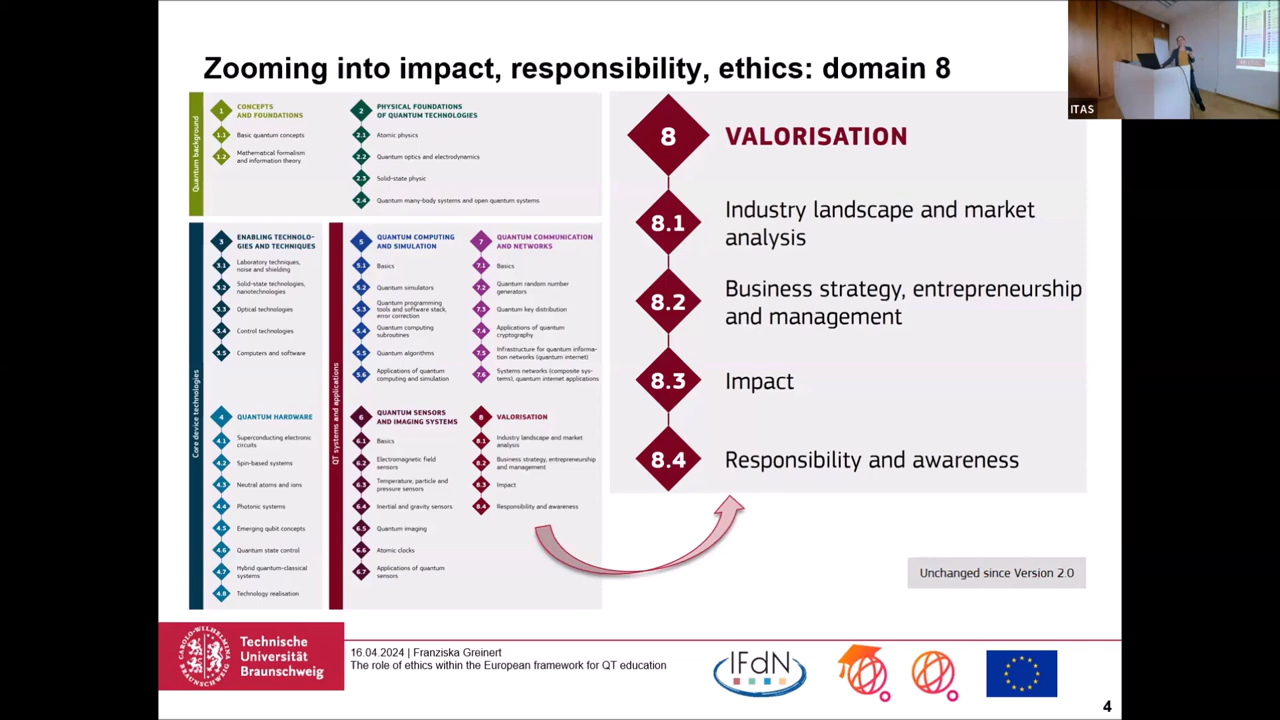 Zooming into impact, responsibility, ethics: domain 8
ITAS
Quantum background
1
CONCEPTS
AND FOUNDATIONS
1.1
Basic quantum concepts
1.2
Mathematical formalism
and information theory
2
PHYSICAL FOUNDATIONS
OF QUANTUM TECHNOLOGIES
2.1
Atomic physics
2.2
Quantum optics and electrodynamics
2.3
Solid-state physic
2.4
Quantum many-body systems and open quantum systems
Core device technologies
3
ENABLING TECHNOLO-
GIES AND TECHNIQUES
3.1
Laboratory techniques,
noise and shielding
3.2
Solid-state technologies,
nanotechnologies
3.3
Optical technologies
3.4
Control technologies
3.5
Computers and software
4
QUANTUM HARDWARE
4.1
Superconducting electronic
circuits
4.2
Spin-based systems
4.3
Neutral atoms and ions
4.4
Photonic systems
4.5
Emerging qubit concepts
4.6
Quantum state control
4.7
Hybrid quantum-classical
systems
4.8
Technology realisation
QT systems and applications
5
QUANTUM COMPUTING
AND SIMULATION
5.1
Basics
5.2
Quantum simulators
5.3
Quantum programming
tools and software stack,
error correction
5.4
Quantum computing
subroutines
5.5
Quantum algorithms
5.6
Applications of quantum
computing and simulation
6
QUANTUM SENSORS
AND IMAGING SYSTEMS
6.1
Basics
6.2
Electromagnetic field
sensors
6.3
Temperature, particle and
pressure sensors
6.4
Inertial and gravity sensors
6.5
Quantum imaging
6.6
Atomic clocks
6.7
Applications of quantum
sensors
7
QUANTUM COMMUNICATION
AND NETWORKS
7.1
Basics
7.2
Quantum random number
generators
7.3
Quantum key distribution
7.4
Applications of quantum
cryptography
7.5
Infrastructure for quantum informa-
tion networks (quantum internet)
7.6
Systems networks (composite sys-
tems), quantum internet applications
8
VALORISATION
8.1
Industry landscape and market
analysis
8.2
Business strategy, entrepreneurship
and management
8.3
Impact
8.4
Responsibility and awareness
8
VALORISATION
8.1
Industry landscape and market
analysis
8.2
Business strategy, entrepreneurship
and management
8.3
Impact
8.4
Responsibility and awareness
Unchanged since Version 2.0
CAROLO-WILHELMINA
Technische
Universität
Braunschweig
16.04.2024 | Franziska Greinert
The role of ethics within the European framework for QT education
IFdN
4